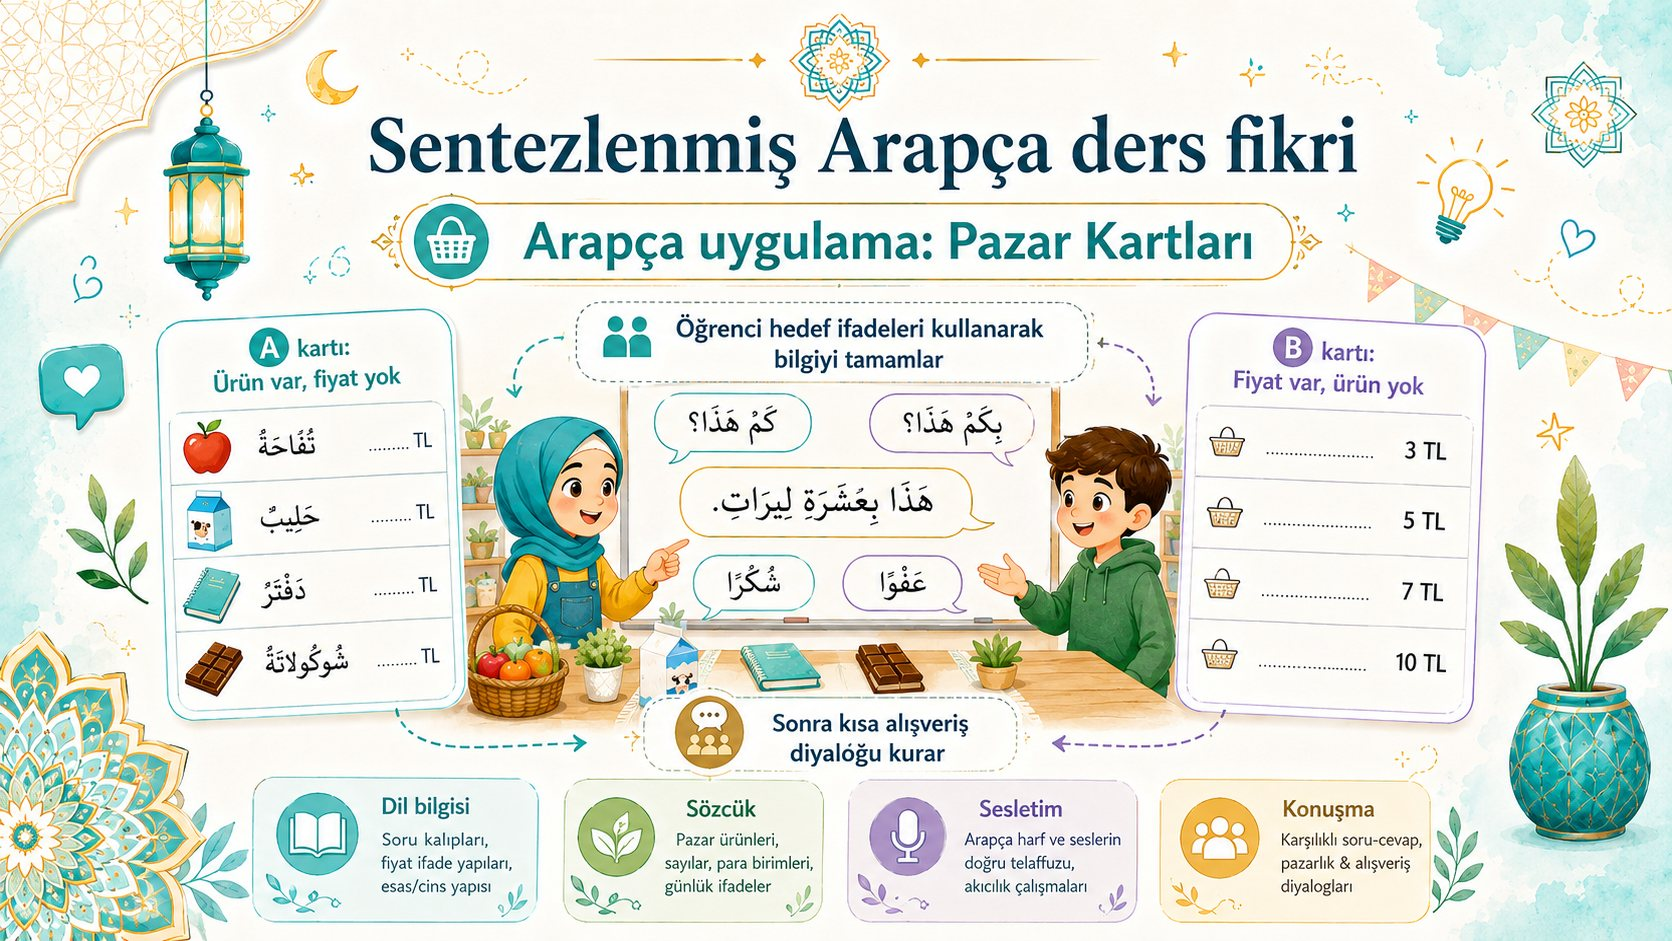 Sentezlenmiş Arapça ders fikri
Arapça uygulama: Pazar Kartları
A kartı:
Ürün var, fiyat yok
تُفَّاحَةٌ ......... TL
حَلِيبٌ ......... TL
دَفْتَرٌ ......... TL
شُوكُولَاتَةٌ ......... TL
Öğrenci hedef ifadeleri kullanarak
bilgiyi tamamlar
كَمْ هَذَا؟
بِكَمْ هَذَا؟
هَذَا بِعُشَرَةِ لِيرَاتٍ.
شُكْرًا
عَفْوًا
B kartı:
Fiyat var, ürün yok
........................ 3 TL
........................ 5 TL
........................ 7 TL
........................ 10 TL
Sonra kısa alışveriş
diyalóğu kurar
Dil bilgisi
Soru kalıpları,
fiyat ifade yapıları,
esas/cins yapısı
Sözcük
Pazar ürünleri,
sayılar, para birimleri,
günlük ifadeler
Sesletim
Arapça harf ve seslerin
doğru telaffuzu,
akıcılık çalışmaları
Konuşma
Karşılıklı soru-cevap,
pazarlık & alışveriş
diyalogları